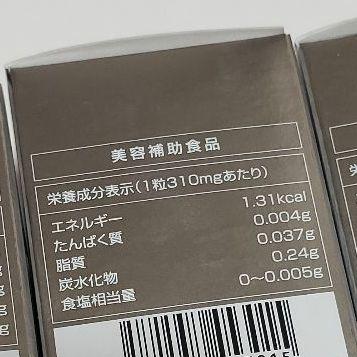 美容補助食品
栄養成分表示(1粒310mgあたり)
エネルギー 1.31kcal
たんぱく質 0.004g
脂質 0.037g
炭水化物 0.24g
食塩相当量 0〜0.005g